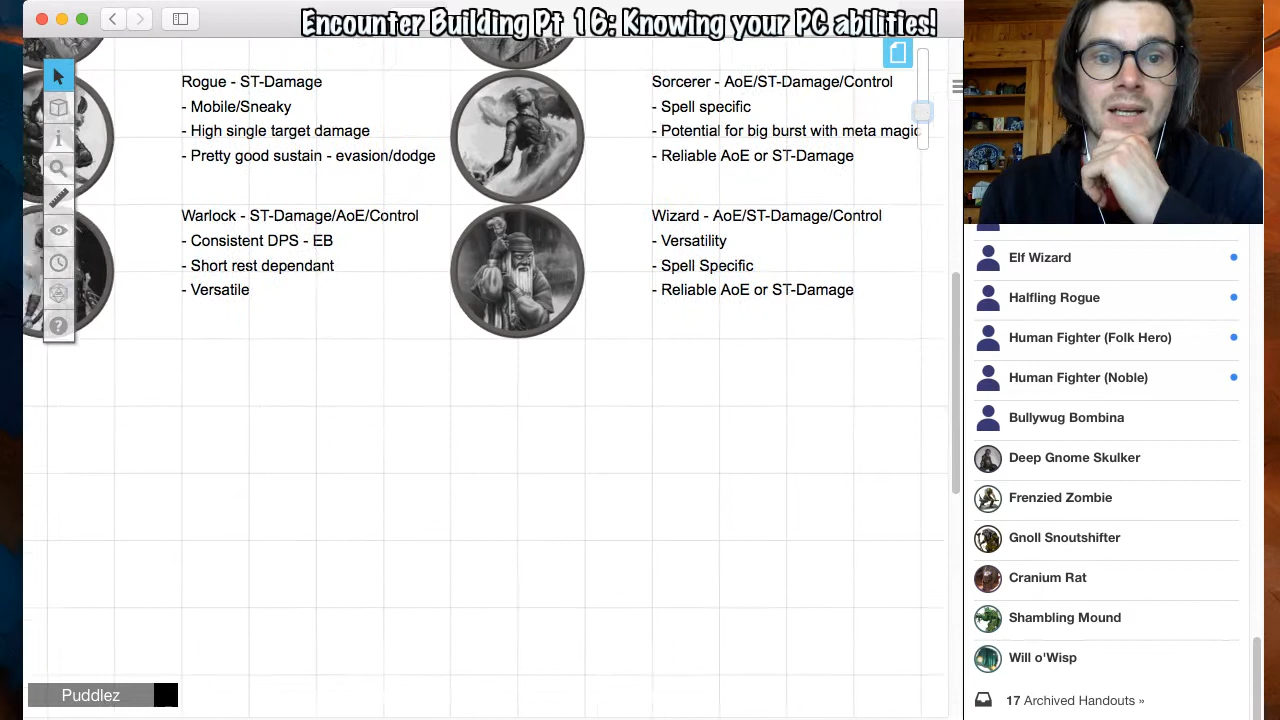 Encounter Building Pt 16: Knowing your PC abilities!
Rogue - ST-Damage
- Mobile/Sneaky
- High single target damage
- Pretty good sustain - evasion/dodge
Sorcerer - AoE/ST-Damage/Control
- Spell specific
- Potential for big burst with meta magic
- Reliable AoE or ST-Damage
Warlock - ST-Damage/AoE/Control
- Consistent DPS - EB
- Short rest dependant
- Versatile
Wizard - AoE/ST-Damage/Control
- Versatility
- Spell Specific
- Reliable AoE or ST-Damage
Elf Wizard
Halfling Rogue
Human Fighter (Folk Hero)
Human Fighter (Noble)
Bullywug Bombina
Deep Gnome Skulker
Frenzied Zombie
Gnoll Snoutshifter
Cranium Rat
Shambling Mound
Will o'Wisp
17 Archived Handouts »
Puddlez